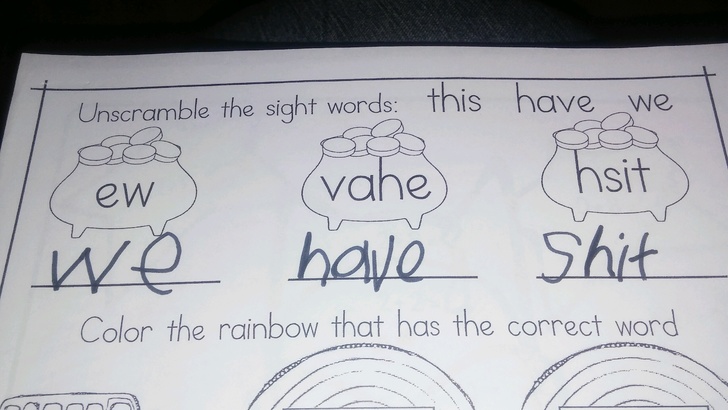 Unscramble the sight words: this have we
ew vahe hsit
we have Shit
Color the rainbow that has the correct word